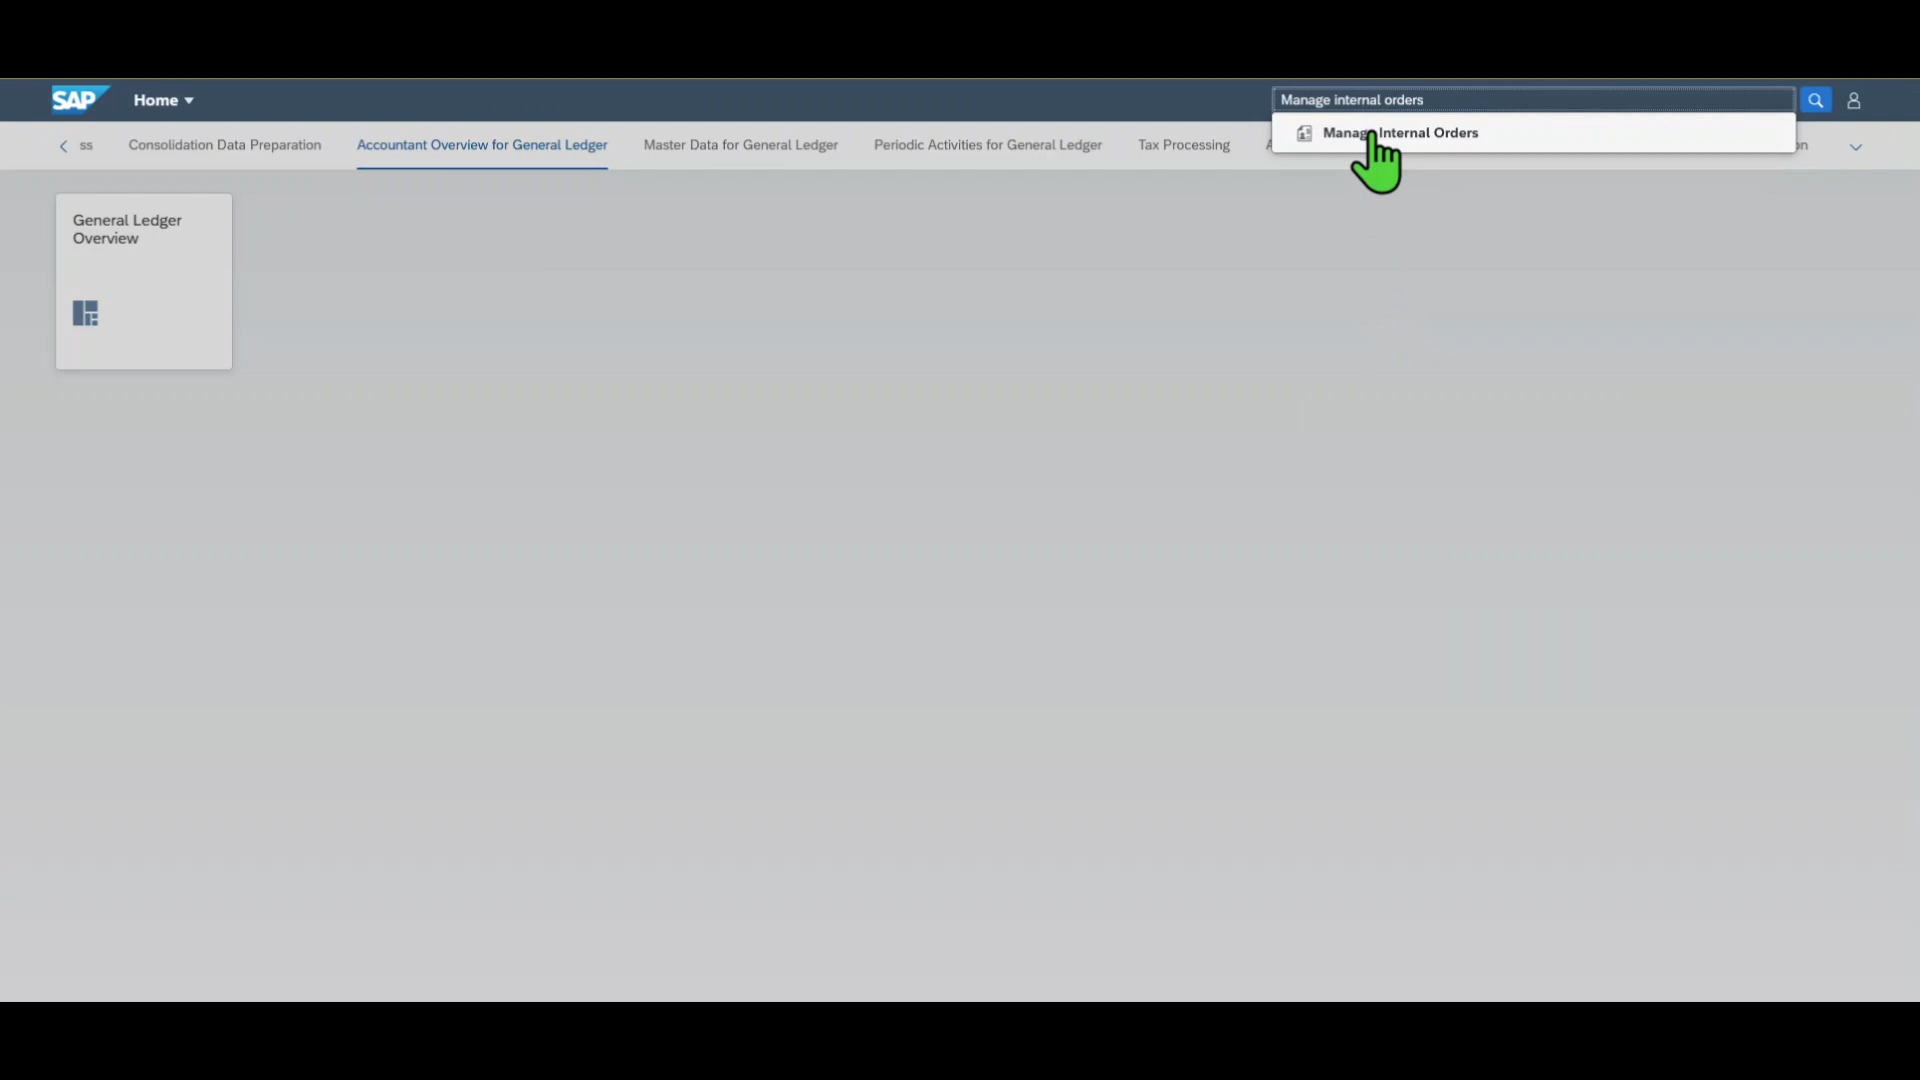 SAP Home
Manage internal orders
Manage Internal Orders
ss Consolidation Data Preparation Accountant Overview for General Ledger Master Data for General Ledger Periodic Activities for General Ledger Tax Processing
General Ledger
Overview